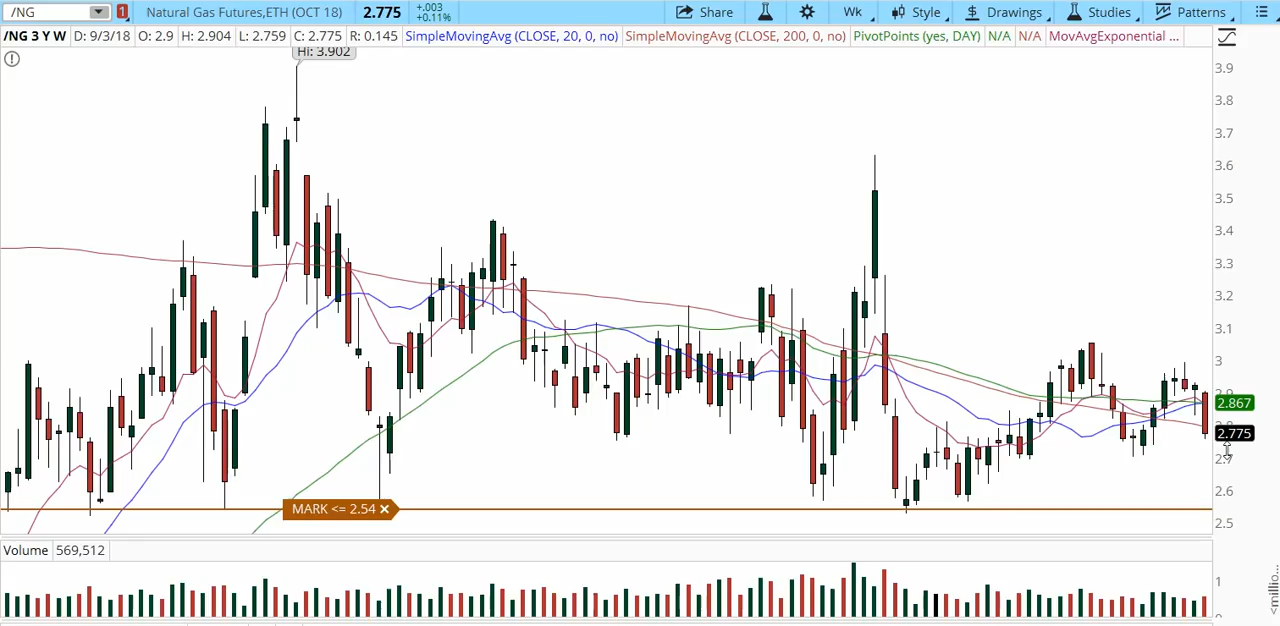 /NG 1 Natural Gas Futures,ETH (OCT 18) 2.775 +.003 +0.11% Share Wk Style $ Drawings Studies Patterns
/NG 3 Y W D: 9/3/18 O: 2.9 H: 2.904 L: 2.759 C: 2.775 R: 0.145 SimpleMovingAvg (CLOSE, 20, 0, no) SimpleMovingAvg (CLOSE, 200, 0, no) PivotPoints (yes, DAY) N/A N/A MovAvgExponential ...
Hi: 3.902
3.9
3.8
3.7
3.6
3.5
3.4
3.3
3.2
3.1
3
2.867
2.775
2.7
2.6
MARK <= 2.54
2.5
Volume 569,512
1
<millio...